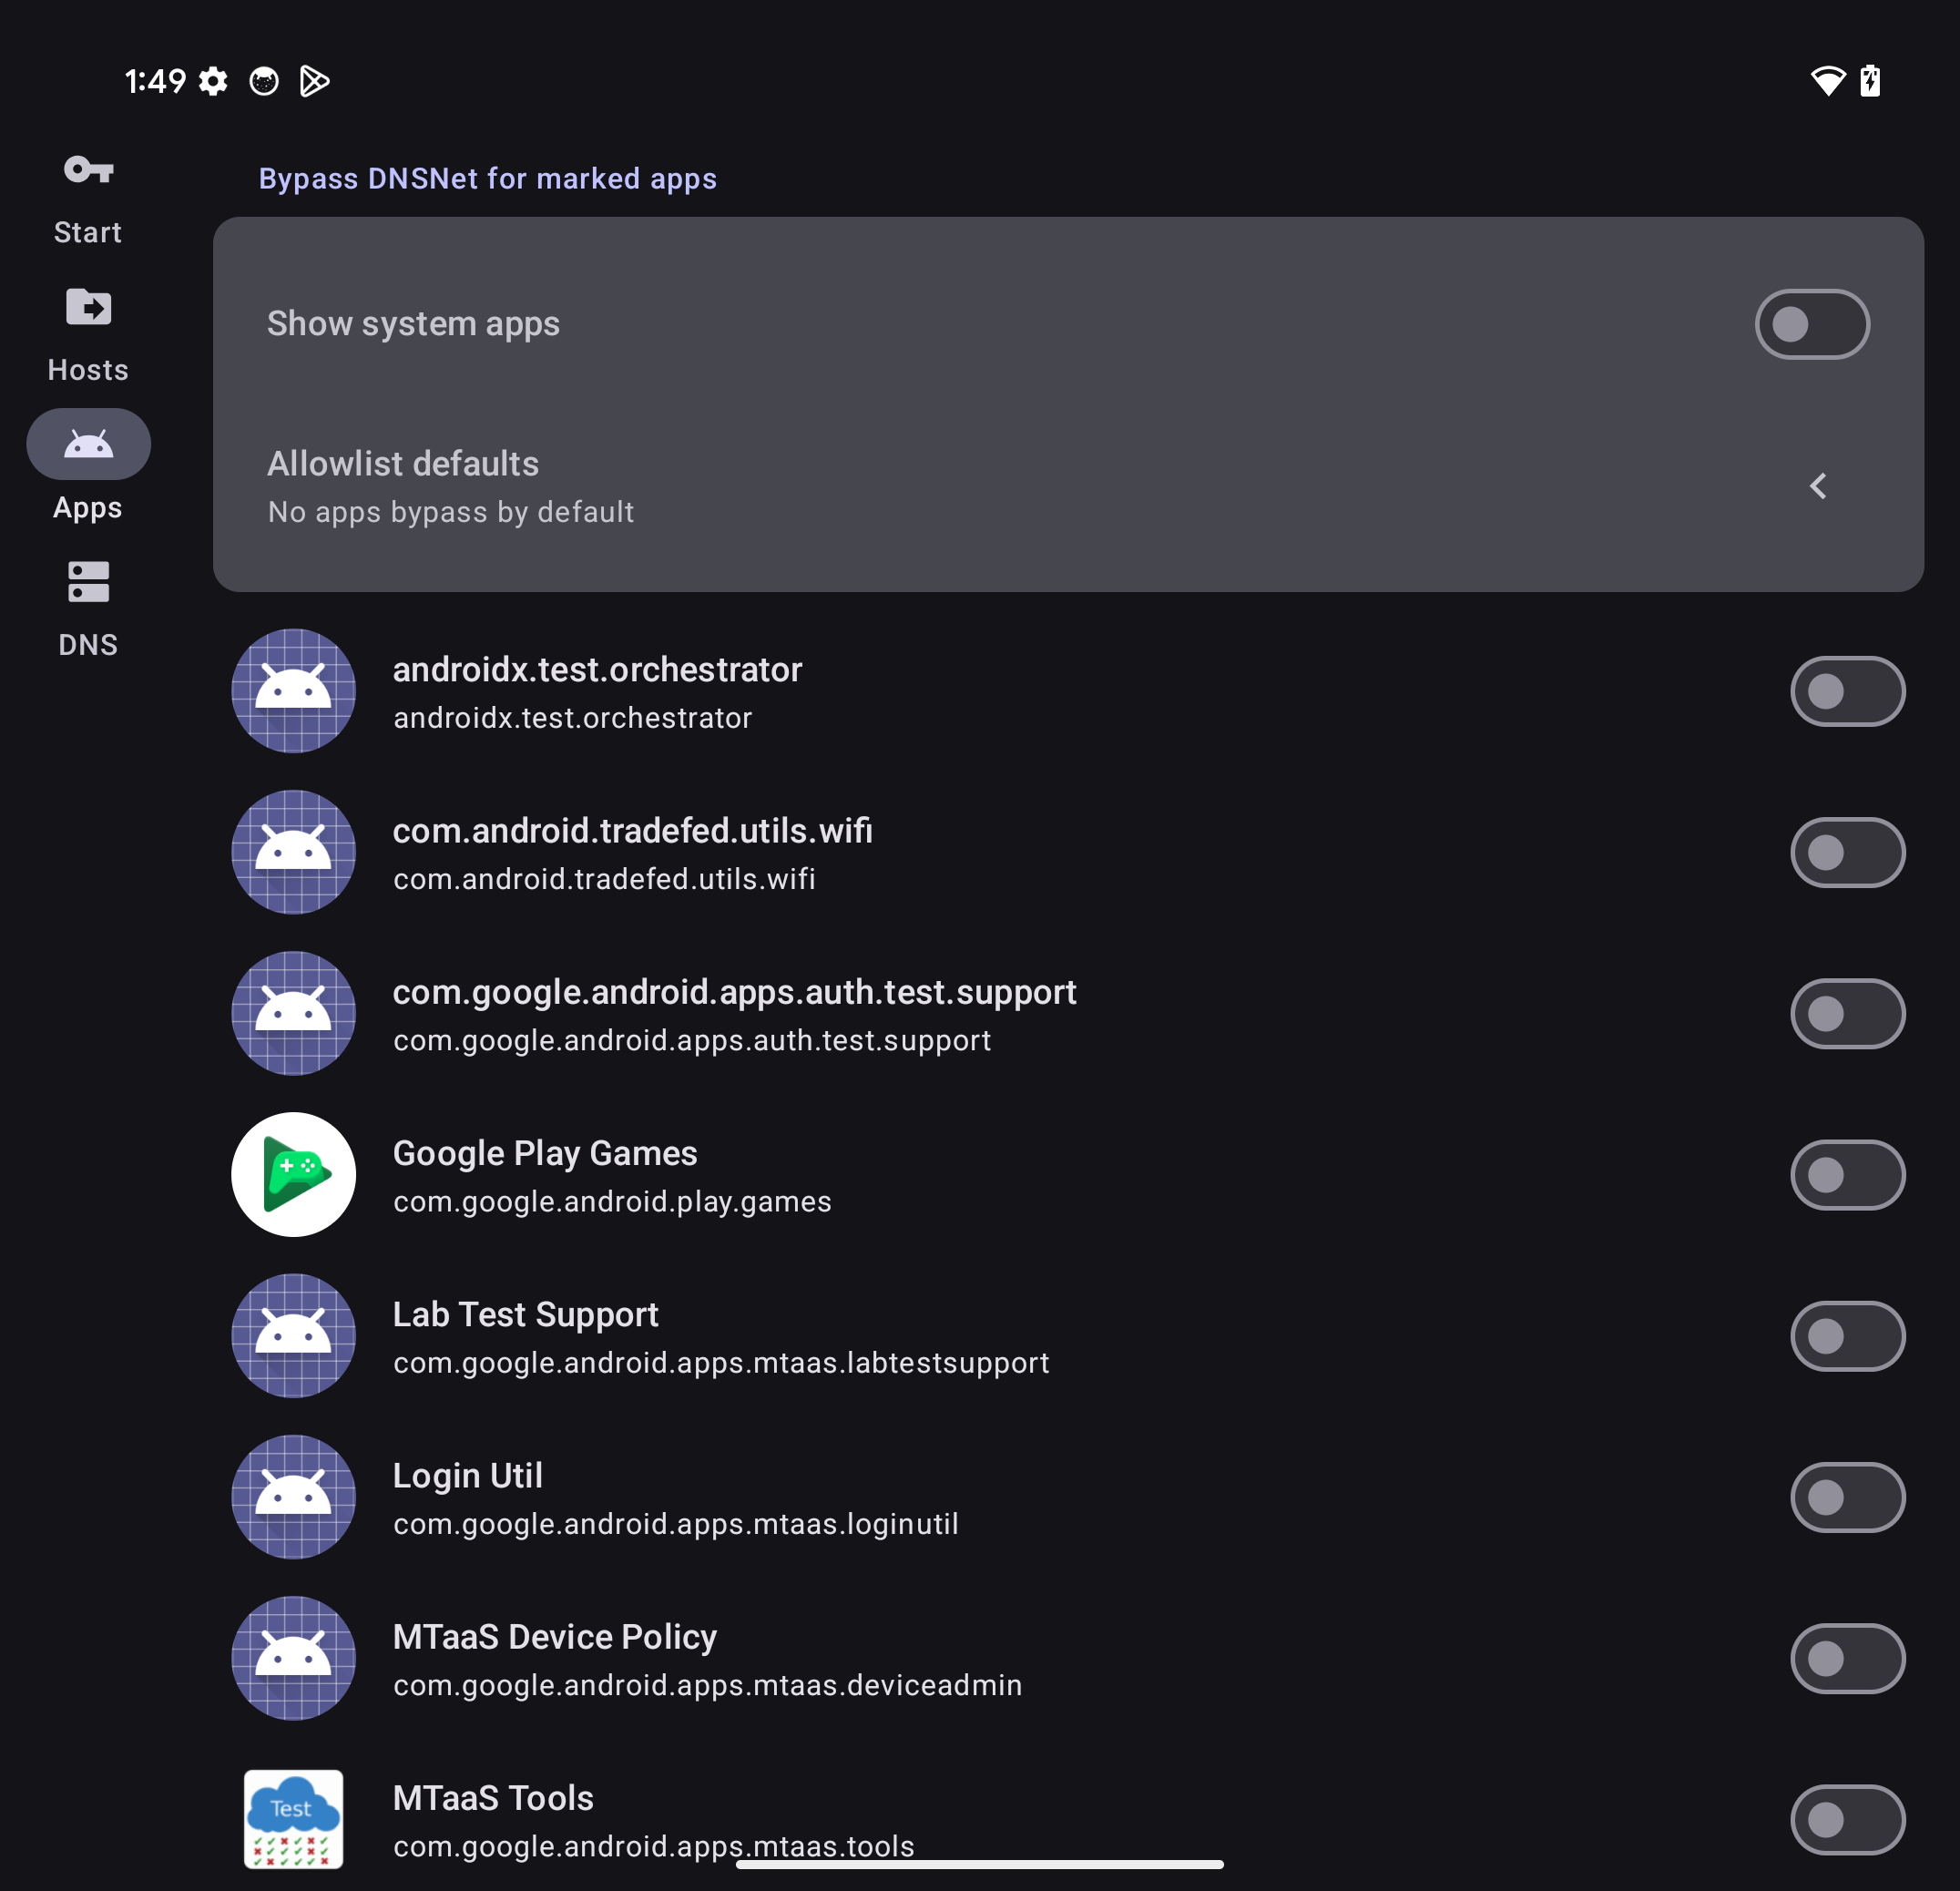 1:49
Start
Hosts
Apps
DNS
Bypass DNSNet for marked apps
Show system apps
Allowlist defaults
No apps bypass by default
androidx.test.orchestrator
androidx.test.orchestrator
com.android.tradefed.utils.wifi
com.android.tradefed.utils.wifi
com.google.android.apps.auth.test.support
com.google.android.apps.auth.test.support
Google Play Games
com.google.android.play.games
Lab Test Support
com.google.android.apps.mtaas.labtestsupport
Login Util
com.google.android.apps.mtaas.loginutil
MTaaS Device Policy
com.google.android.apps.mtaas.deviceadmin
Test
MTaaS Tools
com.google.android.apps.mtaas.tools